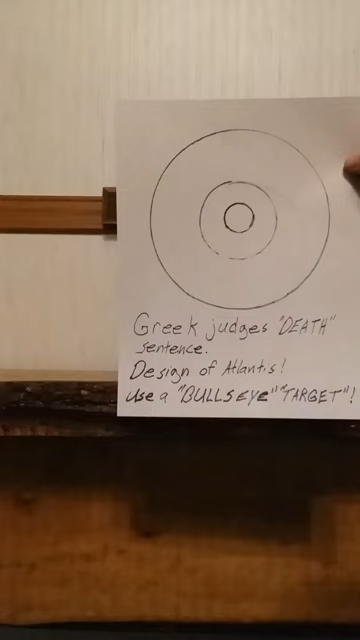 Greek judges "DEATH"
sentence.
Design of Atlantis!
use a "BULLSEYE" "TARGET"!